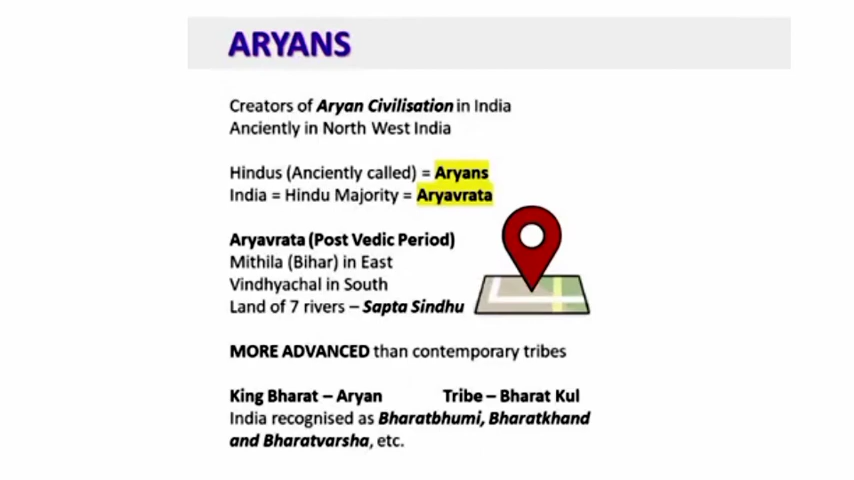 ARYANS
Creators of Aryan Civilisation in India
Anciently in North West India
Hindus (Anciently called) = Aryans
India = Hindu Majority = Aryavrata
Aryavrata (Post Vedic Period)
Mithila (Bihar) in East
Vindhyachal in South
Land of 7 rivers – Sapta Sindhu
MORE ADVANCED than contemporary tribes
King Bharat – Aryan Tribe – Bharat Kul
India recognised as Bharatbhumi, Bharatkhand
and Bharatvarsha, etc.